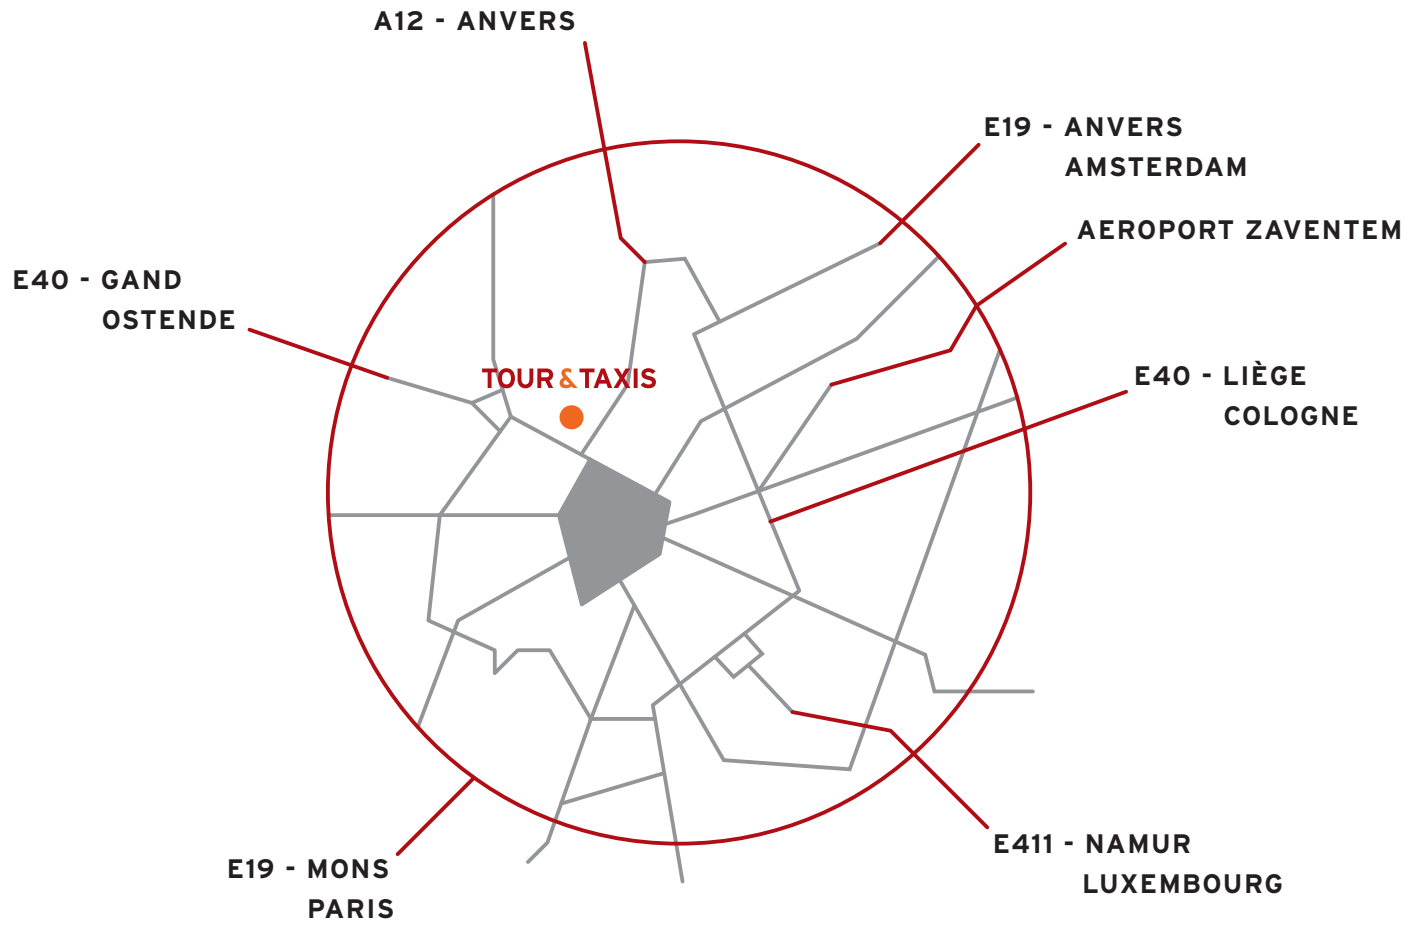 A12 - ANVERS
E19 - ANVERS
AMSTERDAM
AEROPORT ZAVENTEM
E40 - GAND
OSTENDE
TOUR & TAXIS
E40 - LIÈGE
COLOGNE
E411 - NAMUR
LUXEMBOURG
E19 - MONS
PARIS